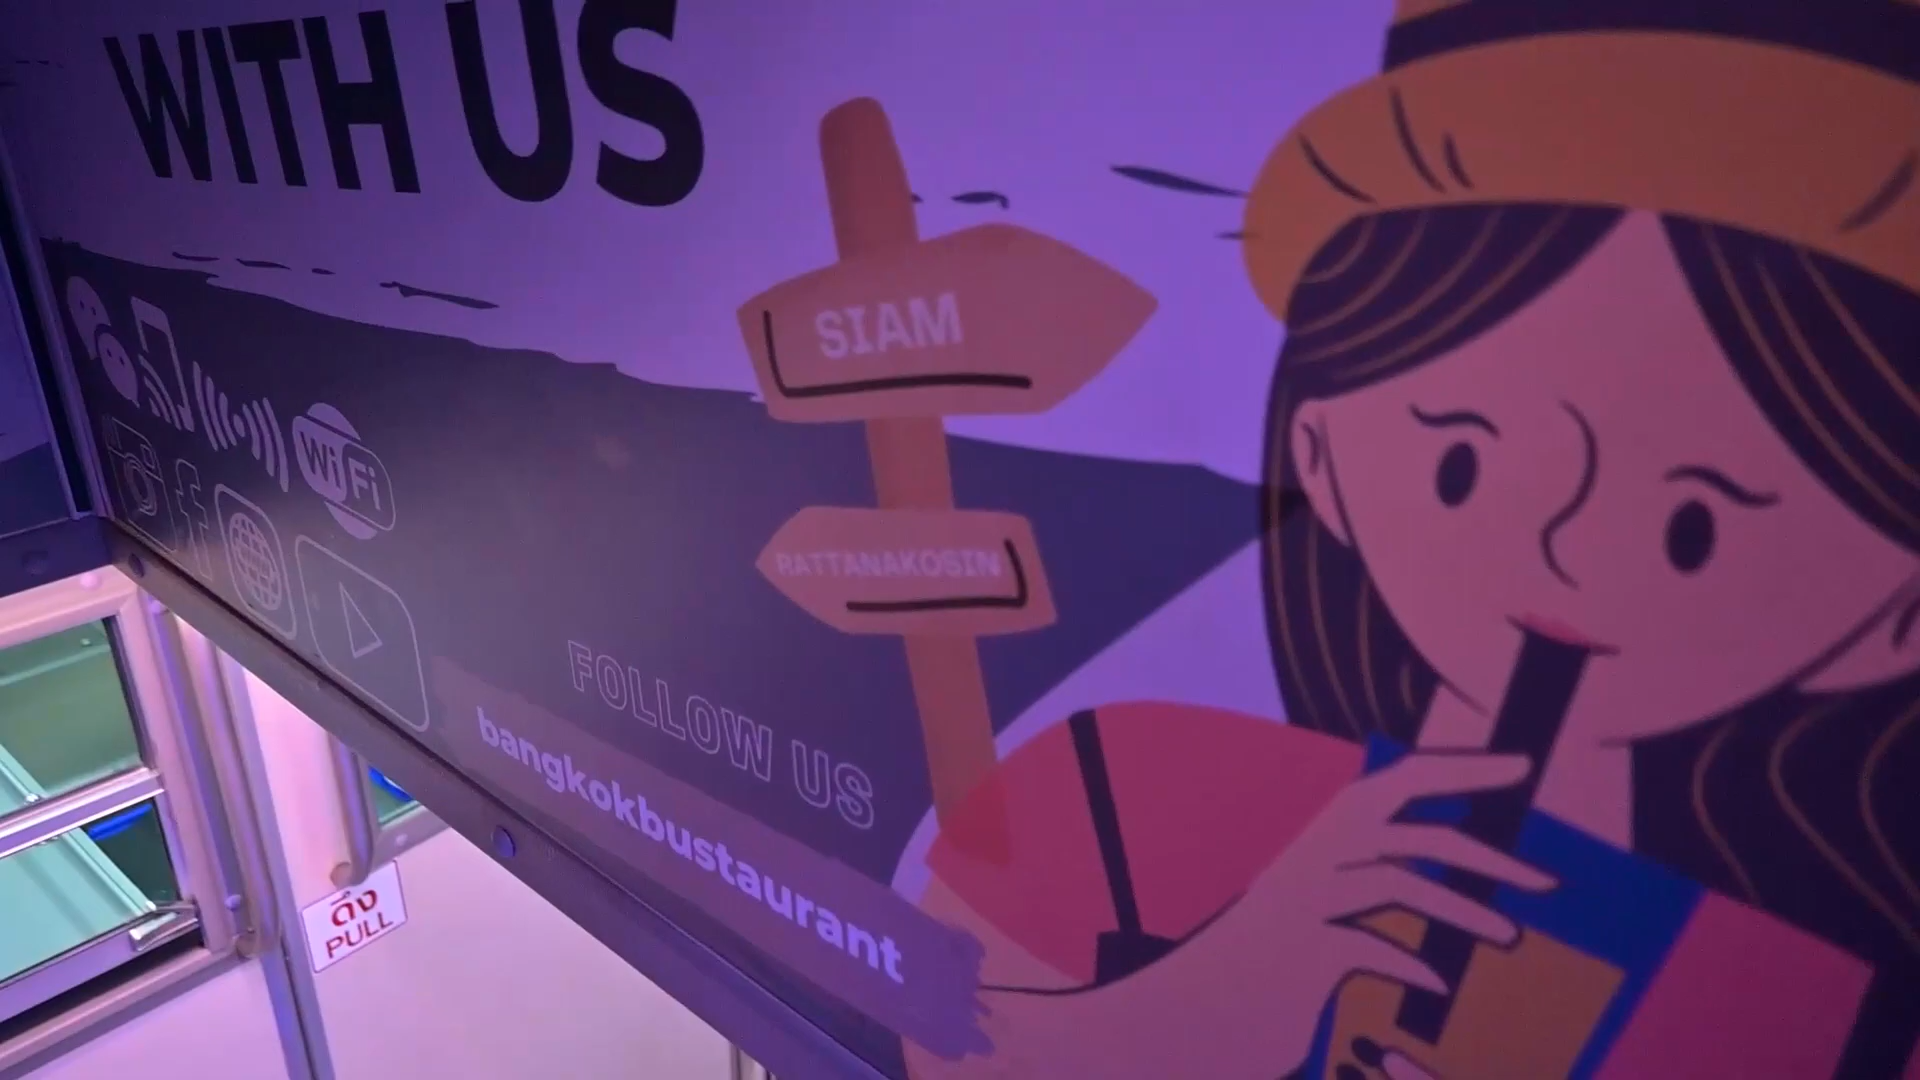 WITH US
SIAM
WiFi
RATTANAKOSIN
FOLLOW US
bangkokbustaurant
ดึง
PULL